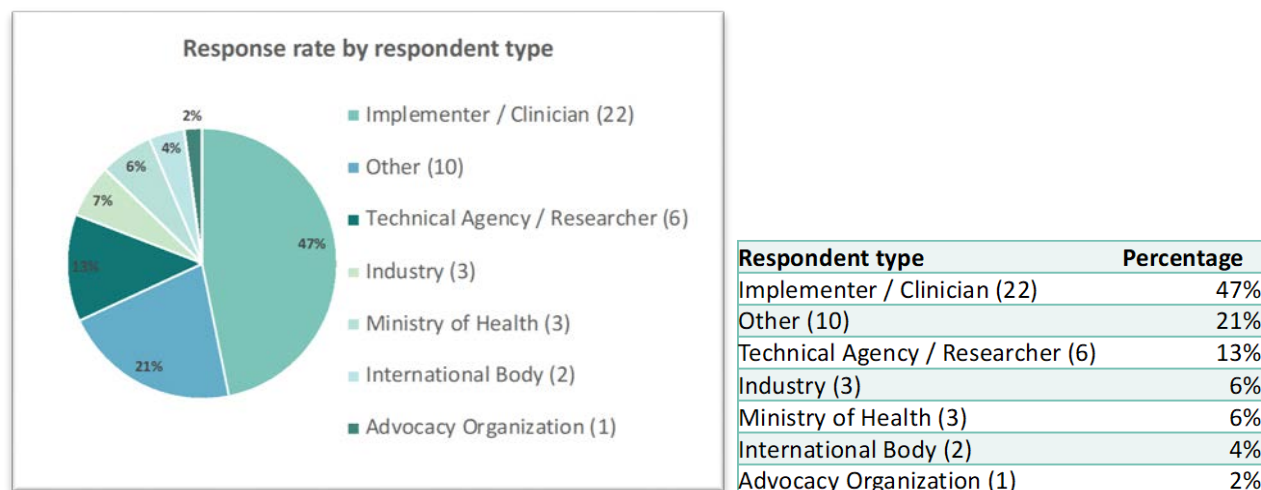 Response rate by respondent type
2%
4%
6%
7%
13%
21%
47%
Implementer / Clinician (22)
Other (10)
Technical Agency / Researcher (6)
Industry (3)
Ministry of Health (3)
International Body (2)
Advocacy Organization (1)
Respondent type Percentage
Implementer / Clinician (22) 47%
Other (10) 21%
Technical Agency / Researcher (6) 13%
Industry (3) 6%
Ministry of Health (3) 6%
International Body (2) 4%
Advocacy Organization (1) 2%